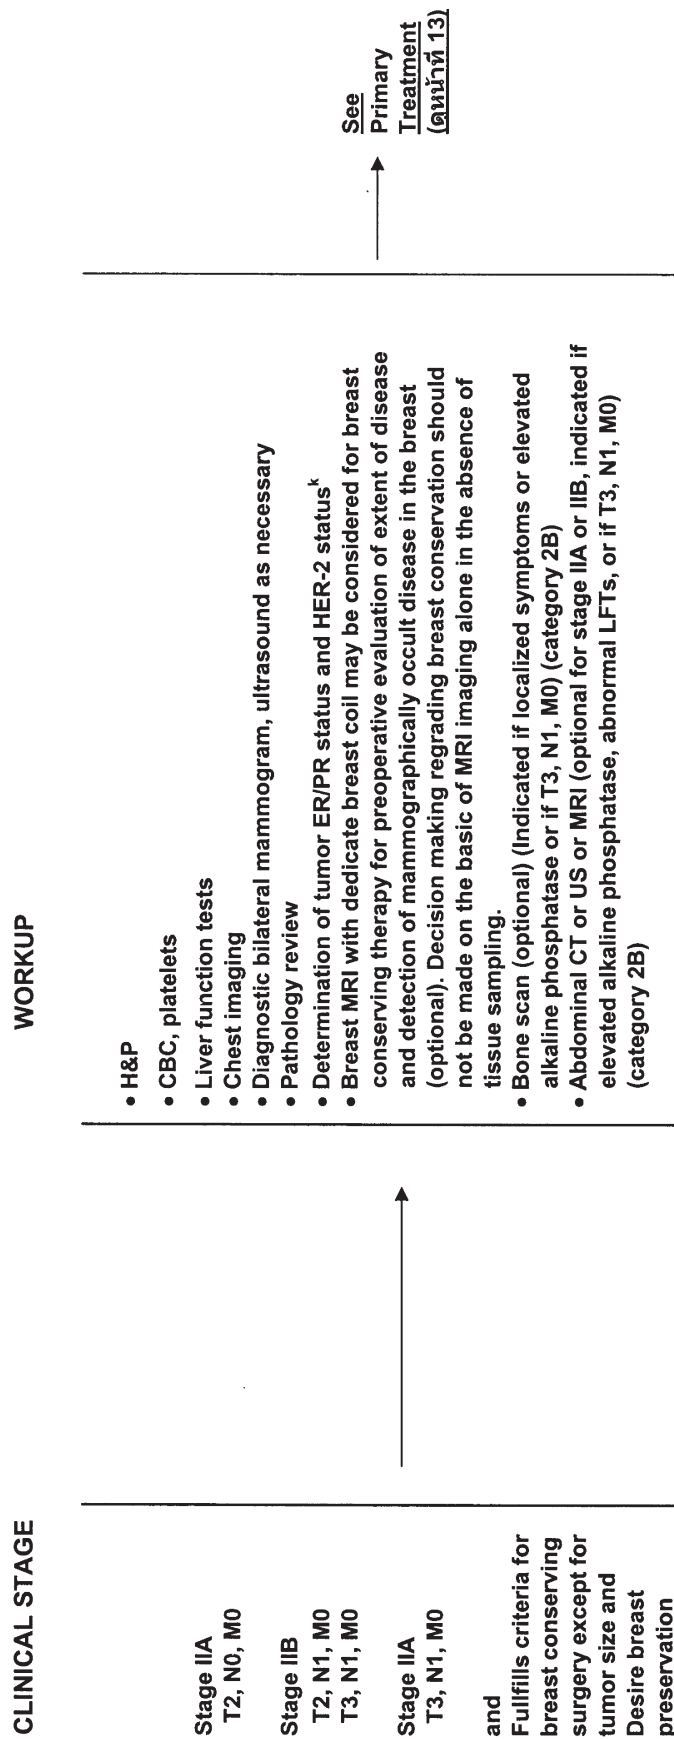 CLINICAL STAGE
Stage IIA
T2, N0, M0
Stage IIB
T2, N1, M0
T3, N1, M0
Stage IIA
T3, N1, M0
and
Fullfills criteria for
breast conserving
surgery except for
tumor size and
Desire breast
preservation
WORKUP
• H&P
• CBC, platelets
• Liver function tests
• Chest imaging
• Diagnostic bilateral mammogram, ultrasound as necessary
• Pathology review
• Determination of tumor ER/PR status and HER-2 statusᵏ
• Breast MRI with dedicate breast coil may be considered for breast
conserving therapy for preoperative evaluation of extent of disease
and detection of mammographically occult disease in the breast
(optional). Decision making regrading breast conservation should
not be made on the basic of MRI imaging alone in the absence of
tissue sampling.
• Bone scan (optional) (Indicated if localized symptoms or elevated
alkaline phosphatase or if T3, N1, M0) (category 2B)
• Abdominal CT or US or MRI (optional for stage IIA or IIB, indicated if
elevated alkaline phosphatase, abnormal LFTs, or if T3, N1, M0)
(category 2B)
See
Primary
Treatment
(ดูหน้าที่ 13)